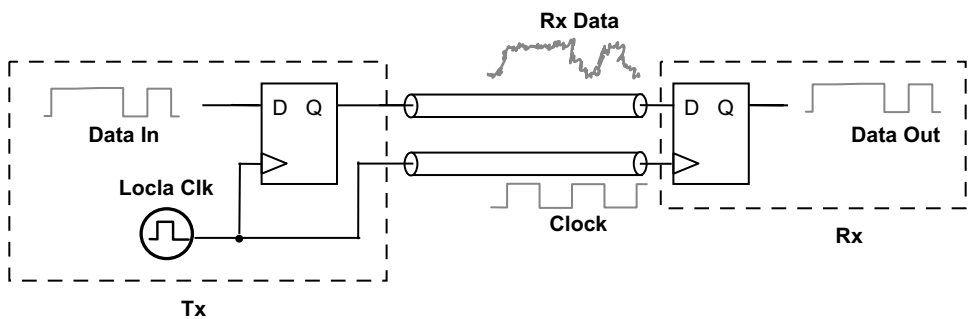 Rx Data
D Q
D Q
Data In
Data Out
Locla Clk
Clock
Rx
Tx